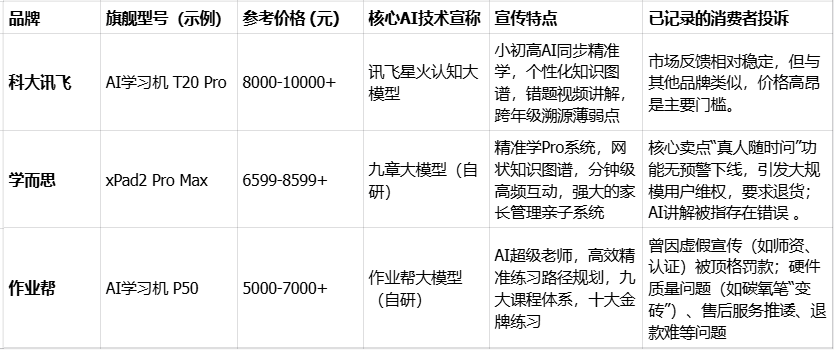 品牌
旗舰型号（示例）
参考价格 (元)
核心AI技术宣称
宣传特点
已记录的消费者投诉
科大讯飞
AI学习机 T20 Pro
8000-10000+
讯飞星火认知大
模型
小初高AI同步精准
学，个性化知识图
谱，错题视频讲解，
跨年级溯源薄弱点
市场反馈相对稳定，但与
其他品牌类似，价格高昂
是主要门槛。
学而思
xPad2 Pro Max
6599-8599+
九章大模型（自
研）
精准学Pro系统，网
状知识图谱，分钟级
高频互动，强大的家
长管理亲子系统
核心卖点“真人随时问”功
能无预警下线，引发大规
模用户维权，要求退货；
AI讲解被指存在错误 。
作业帮
AI学习机 P50
5000-7000+
作业帮大模型
（自研）
AI超级老师，高效精
准练习路径规划，九
大课程体系，十大金
牌练习
曾因虚假宣传（如师资、
认证）被顶格罚款；硬件
质量问题（如碳氧笔“变
砖”）、售后服务推诿、退
款难等问题